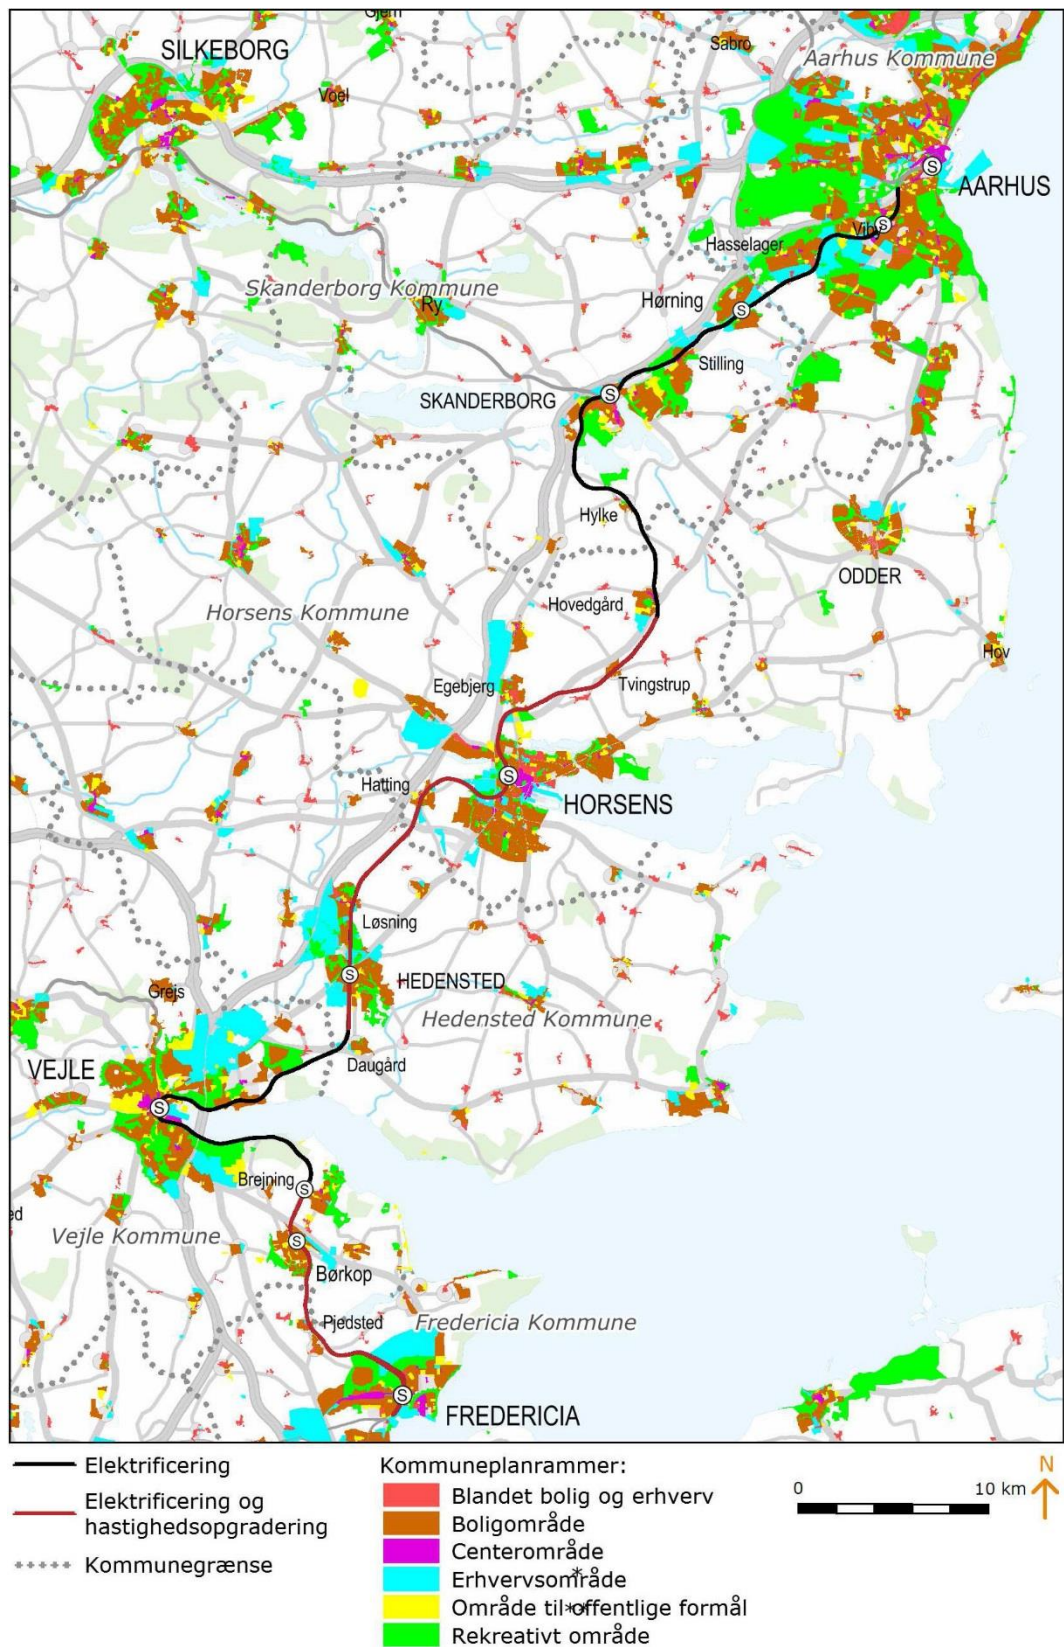 Gjern
SILKEBORG
Sabro
Aarhus Kommune
Voel
S
AARHUS
S
Viby
Hasselager
Skanderborg Kommune
Ry
Hørning
S
Stilling
SKANDERBORG
S
Hylke
ODDER
Hovedgård
Horsens Kommune
Hov
Egebjerg
Tvingstrup
S
Hatting
HORSENS
Løsning
S
HEDENSTED
Grejs
Hedensted Kommune
VEJLE
Daugård
S
Brejning
S
ed
Vejle Kommune
S
Børkop
Pjedsted
Fredericia Kommune
S
FREDERICIA
Elektrificering
Elektrificering og
hastighedsopgradering
Kommunegrænse
Kommuneplanrammer:
Blandet bolig og erhverv
Boligområde
Centerområde
Erhvervsområde*
Område til offentlige formål**
Rekreativt område
0 10 km
N